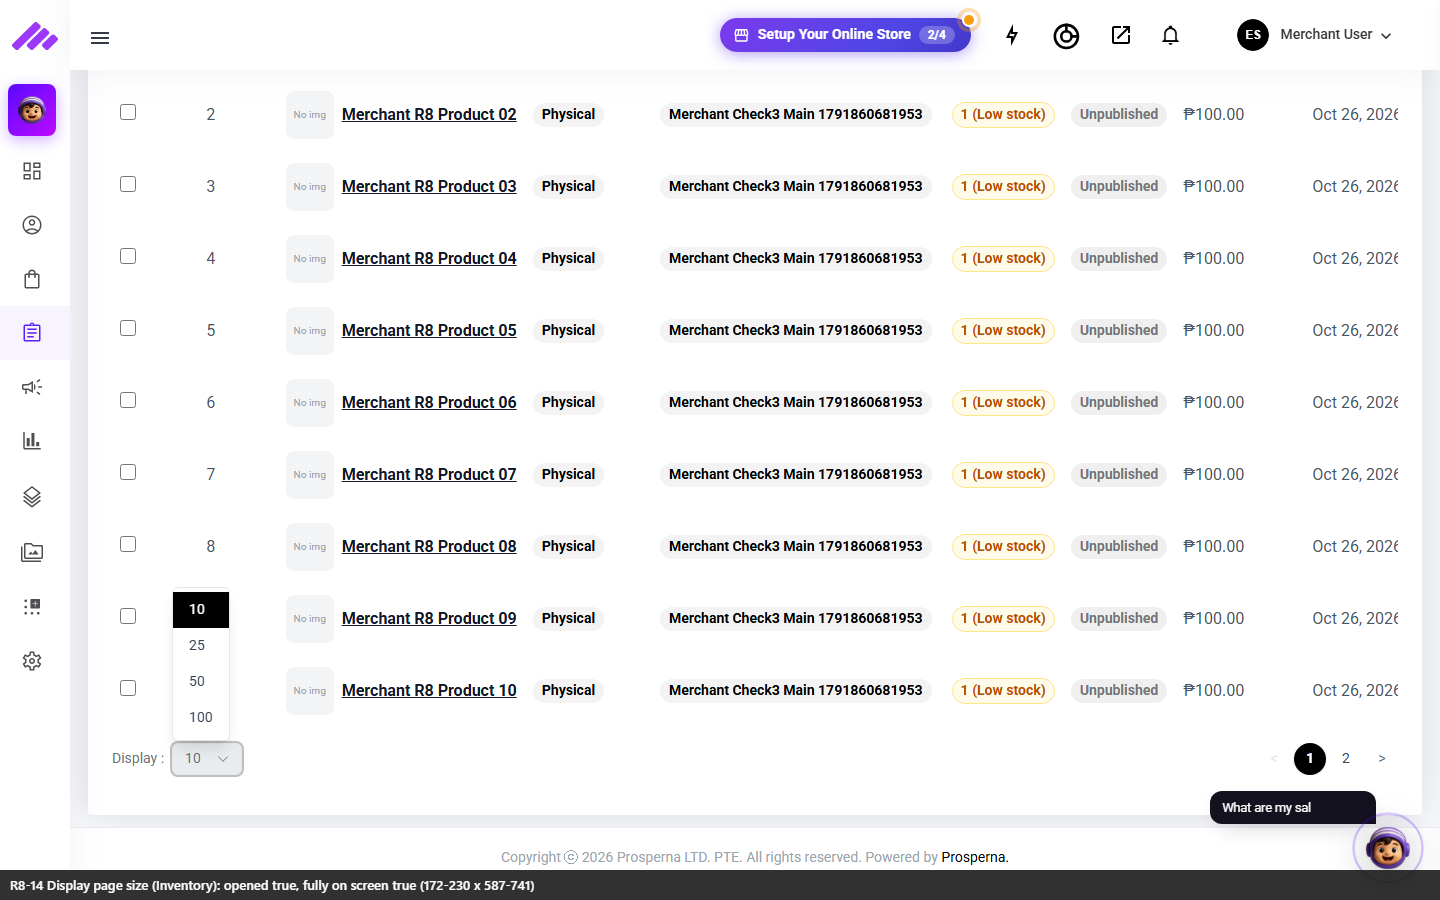 Setup Your Online Store 2/4
ES Merchant User
2 No img Merchant R8 Product 02 Physical Merchant Check3 Main 1791860681953 1 (Low stock) Unpublished ₱100.00 Oct 26, 2026
3 No img Merchant R8 Product 03 Physical Merchant Check3 Main 1791860681953 1 (Low stock) Unpublished ₱100.00 Oct 26, 2026
4 No img Merchant R8 Product 04 Physical Merchant Check3 Main 1791860681953 1 (Low stock) Unpublished ₱100.00 Oct 26, 2026
5 No img Merchant R8 Product 05 Physical Merchant Check3 Main 1791860681953 1 (Low stock) Unpublished ₱100.00 Oct 26, 2026
6 No img Merchant R8 Product 06 Physical Merchant Check3 Main 1791860681953 1 (Low stock) Unpublished ₱100.00 Oct 26, 2026
7 No img Merchant R8 Product 07 Physical Merchant Check3 Main 1791860681953 1 (Low stock) Unpublished ₱100.00 Oct 26, 2026
8 No img Merchant R8 Product 08 Physical Merchant Check3 Main 1791860681953 1 (Low stock) Unpublished ₱100.00 Oct 26, 2026
No img Merchant R8 Product 09 Physical Merchant Check3 Main 1791860681953 1 (Low stock) Unpublished ₱100.00 Oct 26, 2026
No img Merchant R8 Product 10 Physical Merchant Check3 Main 1791860681953 1 (Low stock) Unpublished ₱100.00 Oct 26, 2026
10
25
50
100
Display : 10
< 1 2 >
What are my sal
Copyright © 2026 Prosperna LTD. PTE. All rights reserved. Powered by Prosperna.
R8-14 Display page size (Inventory): opened true, fully on screen true (172-230 x 587-741)